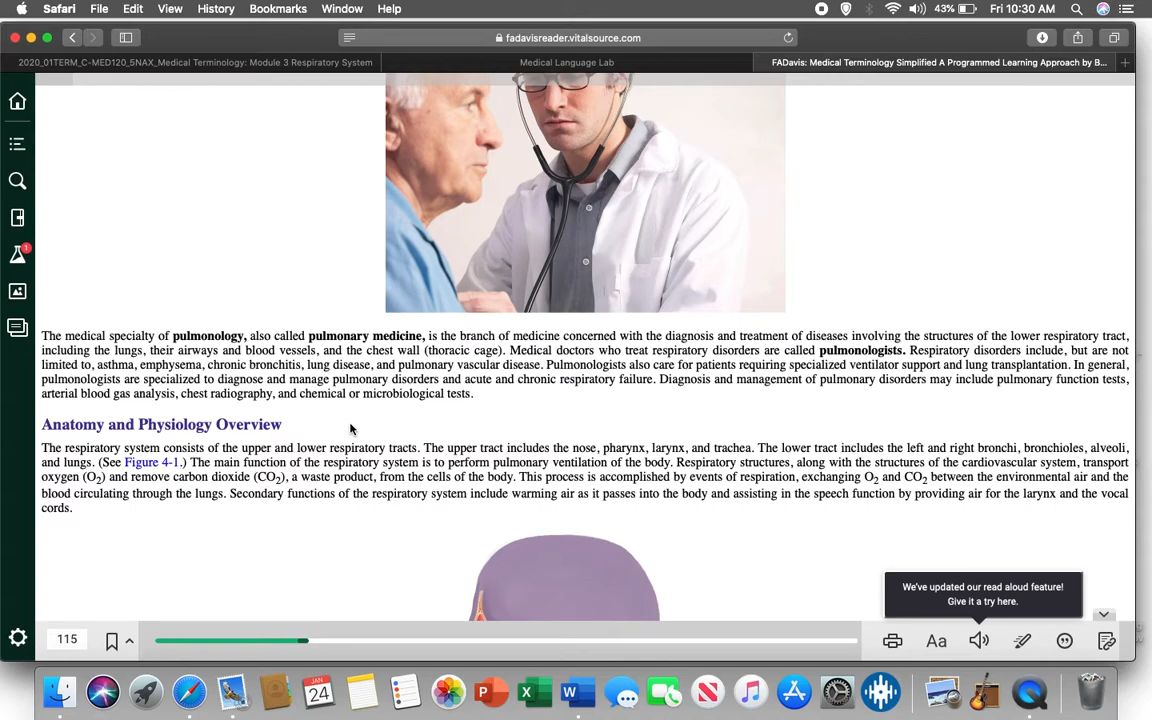 Safari File Edit View History Bookmarks Window Help 43% Fri 10:30 AM
fadavisreader.vitalsource.com
2020_01TERM_C-MED120_5NAX_Medical Terminology: Module 3 Respiratory System
Medical Language Lab
FADavis: Medical Terminology Simplified A Programmed Learning Approach by B...
1
The medical specialty of pulmonology, also called pulmonary medicine, is the branch of medicine concerned with the diagnosis and treatment of diseases involving the structures of the lower respiratory tract,
including the lungs, their airways and blood vessels, and the chest wall (thoracic cage). Medical doctors who treat respiratory disorders are called pulmonologists. Respiratory disorders include, but are not
limited to, asthma, emphysema, chronic bronchitis, lung disease, and pulmonary vascular disease. Pulmonologists also care for patients requiring specialized ventilator support and lung transplantation. In general,
pulmonologists are specialized to diagnose and manage pulmonary disorders and acute and chronic respiratory failure. Diagnosis and management of pulmonary disorders may include pulmonary function tests,
arterial blood gas analysis, chest radiography, and chemical or microbiological tests.
Anatomy and Physiology Overview
The respiratory system consists of the upper and lower respiratory tracts. The upper tract includes the nose, pharynx, larynx, and trachea. The lower tract includes the left and right bronchi, bronchioles, alveoli,
and lungs. (See Figure 4-1.) The main function of the respiratory system is to perform pulmonary ventilation of the body. Respiratory structures, along with the structures of the cardiovascular system, transport
oxygen (O2) and remove carbon dioxide (CO2), a waste product, from the cells of the body. This process is accomplished by events of respiration, exchanging O2 and CO2 between the environmental air and the
blood circulating through the lungs. Secondary functions of the respiratory system include warming air as it passes into the body and assisting in the speech function by providing air for the larynx and the vocal
cords.
We've updated our read aloud feature!
Give it a try here.
115
Aa
JAN
24